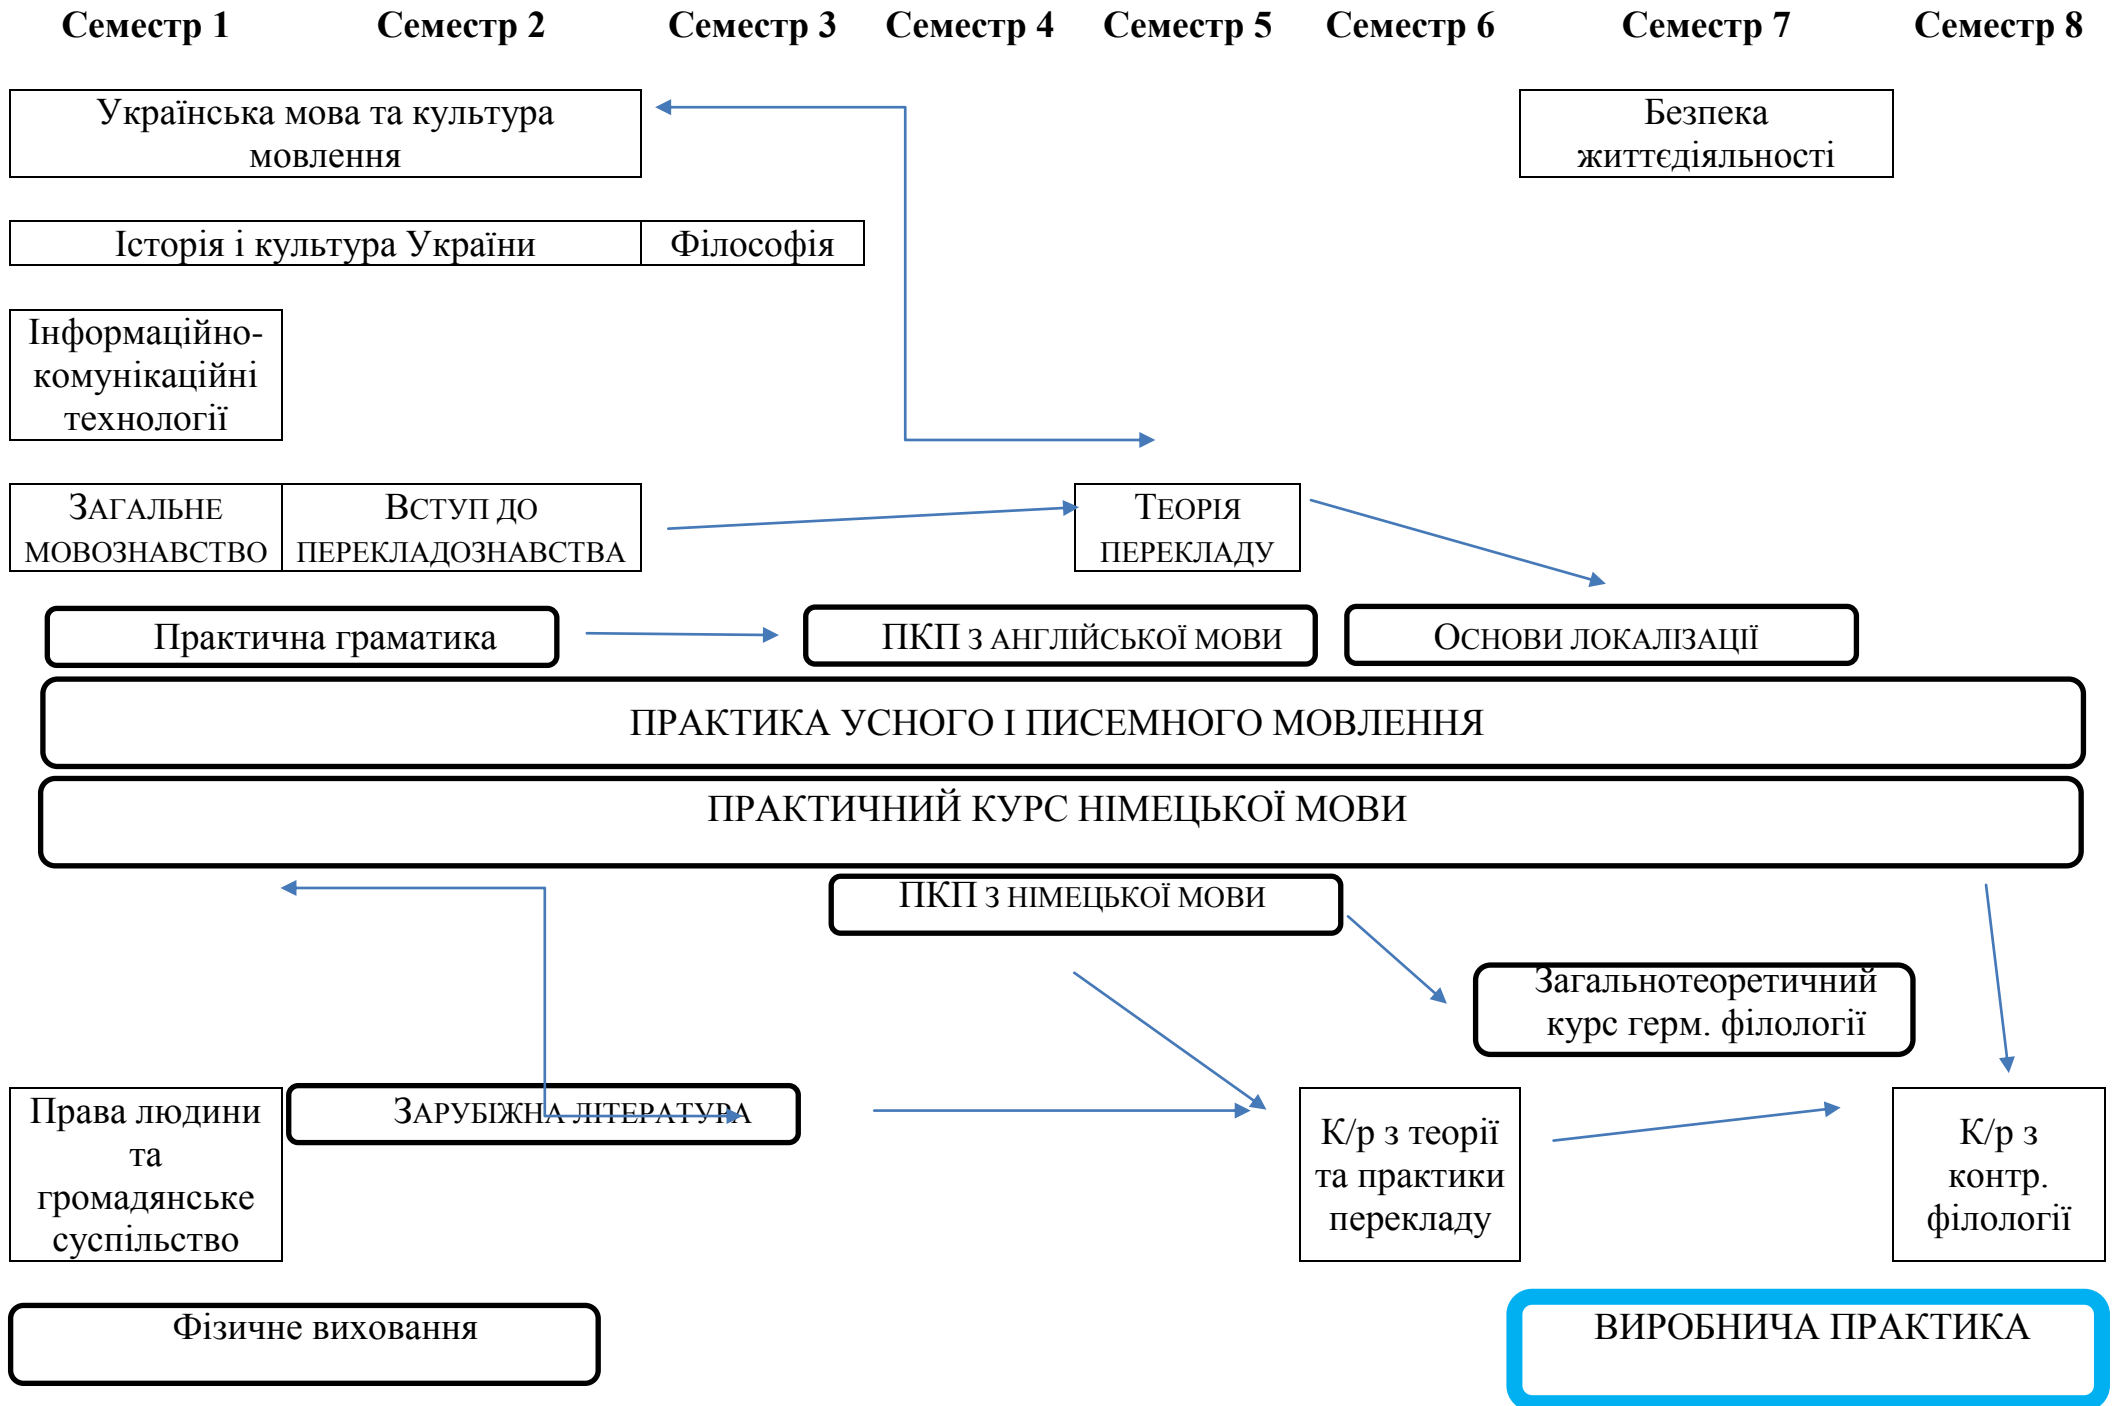 Семестр 1 Семестр 2 Семестр 3 Семестр 4 Семестр 5 Семестр 6 Семестр 7 Семестр 8
Українська мова та культура
мовлення
Безпека
життєдіяльності
Історія і культура України
Філософія
Інформаційно-
комунікаційні
технології
ЗАГАЛЬНЕ
МОВОЗНАВСТВО
ВСТУП ДО
ПЕРЕКЛАДОЗНАВСТВА
ТЕОРІЯ
ПЕРЕКЛАДУ
Практична граматика
ПКП З АНГЛІЙСЬКОЇ МОВИ
ОСНОВИ ЛОКАЛІЗАЦІЇ
ПРАКТИКА УСНОГО І ПИСЕМНОГО МОВЛЕННЯ
ПРАКТИЧНИЙ КУРС НІМЕЦЬКОЇ МОВИ
ПКП З НІМЕЦЬКОЇ МОВИ
Загальнотеоретичний
курс герм. філології
Права людини
та
громадянське
суспільство
ЗАРУБІЖНА ЛІТЕРАТУРА
К/р з теорії
та практики
перекладу
К/р з
контр.
філології
Фізичне виховання
ВИРОБНИЧА ПРАКТИКА